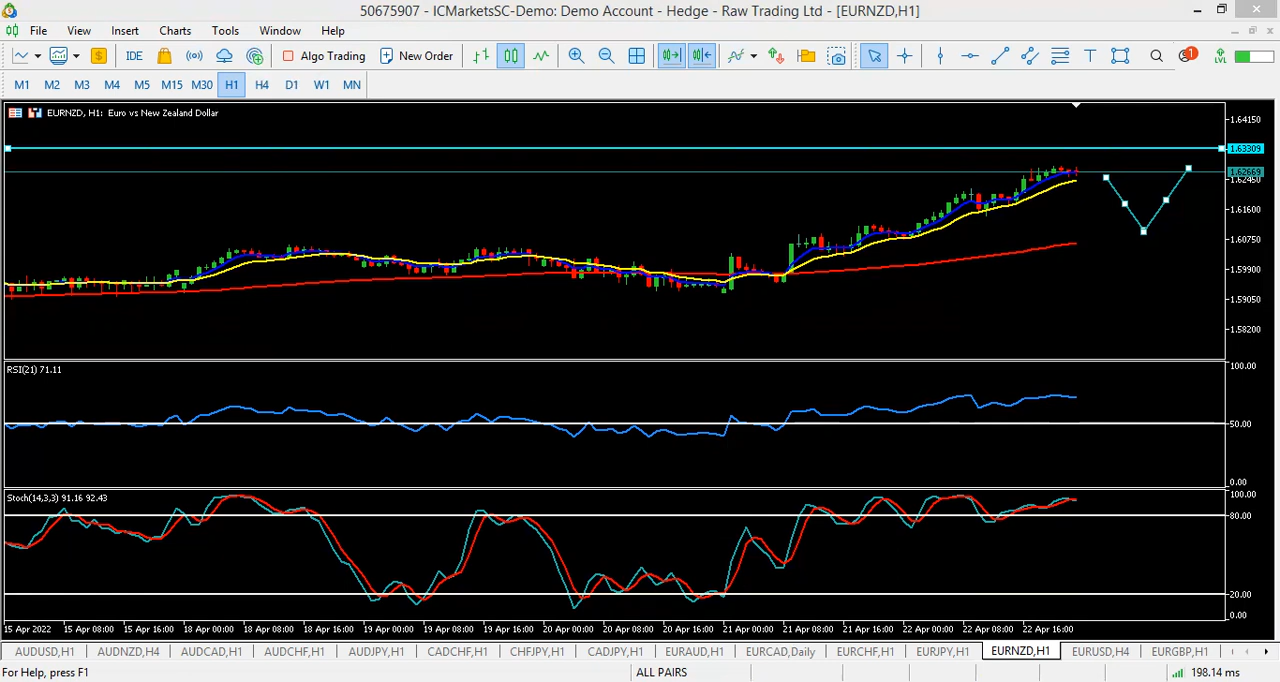 50675907 - ICMarketsSC-Demo: Demo Account - Hedge - Raw Trading Ltd - [EURNZD,H1]
File View Insert Charts Tools Window Help
IDE Algo Trading New Order 1 LVL
M1 M2 M3 M4 M5 M15 M30 H1 H4 D1 W1 MN
EURNZD, H1: Euro vs New Zealand Dollar
1.64150
1.63309
1.62245
1.61600
1.60750
1.59900
1.59050
1.58200
RSI(21) 71.11
100.00
50.00
0.00
Stoch(14,3,3) 91.16 92.43
100.00
80.00
20.00
0.00
15 Apr 2022 15 Apr 08:00 15 Apr 16:00 18 Apr 00:00 18 Apr 08:00 18 Apr 16:00 19 Apr 00:00 19 Apr 08:00 19 Apr 16:00 20 Apr 00:00 20 Apr 08:00 20 Apr 16:00 21 Apr 00:00 21 Apr 08:00 21 Apr 16:00 22 Apr 00:00 22 Apr 08:00 22 Apr 16:00
AUDUSD,H1 AUDNZD,H4 AUDCAD,H1 AUDCHF,H1 AUDJPY,H1 CADCHF,H1 CHFJPY,H1 CADJPY,H1 EURAUD,H1 EURCAD,Daily EURCHF,H1 EURJPY,H1 EURNZD,H1 EURUSD,H4 EURGBP,H1
For Help, press F1 ALL PAIRS 198.14 ms